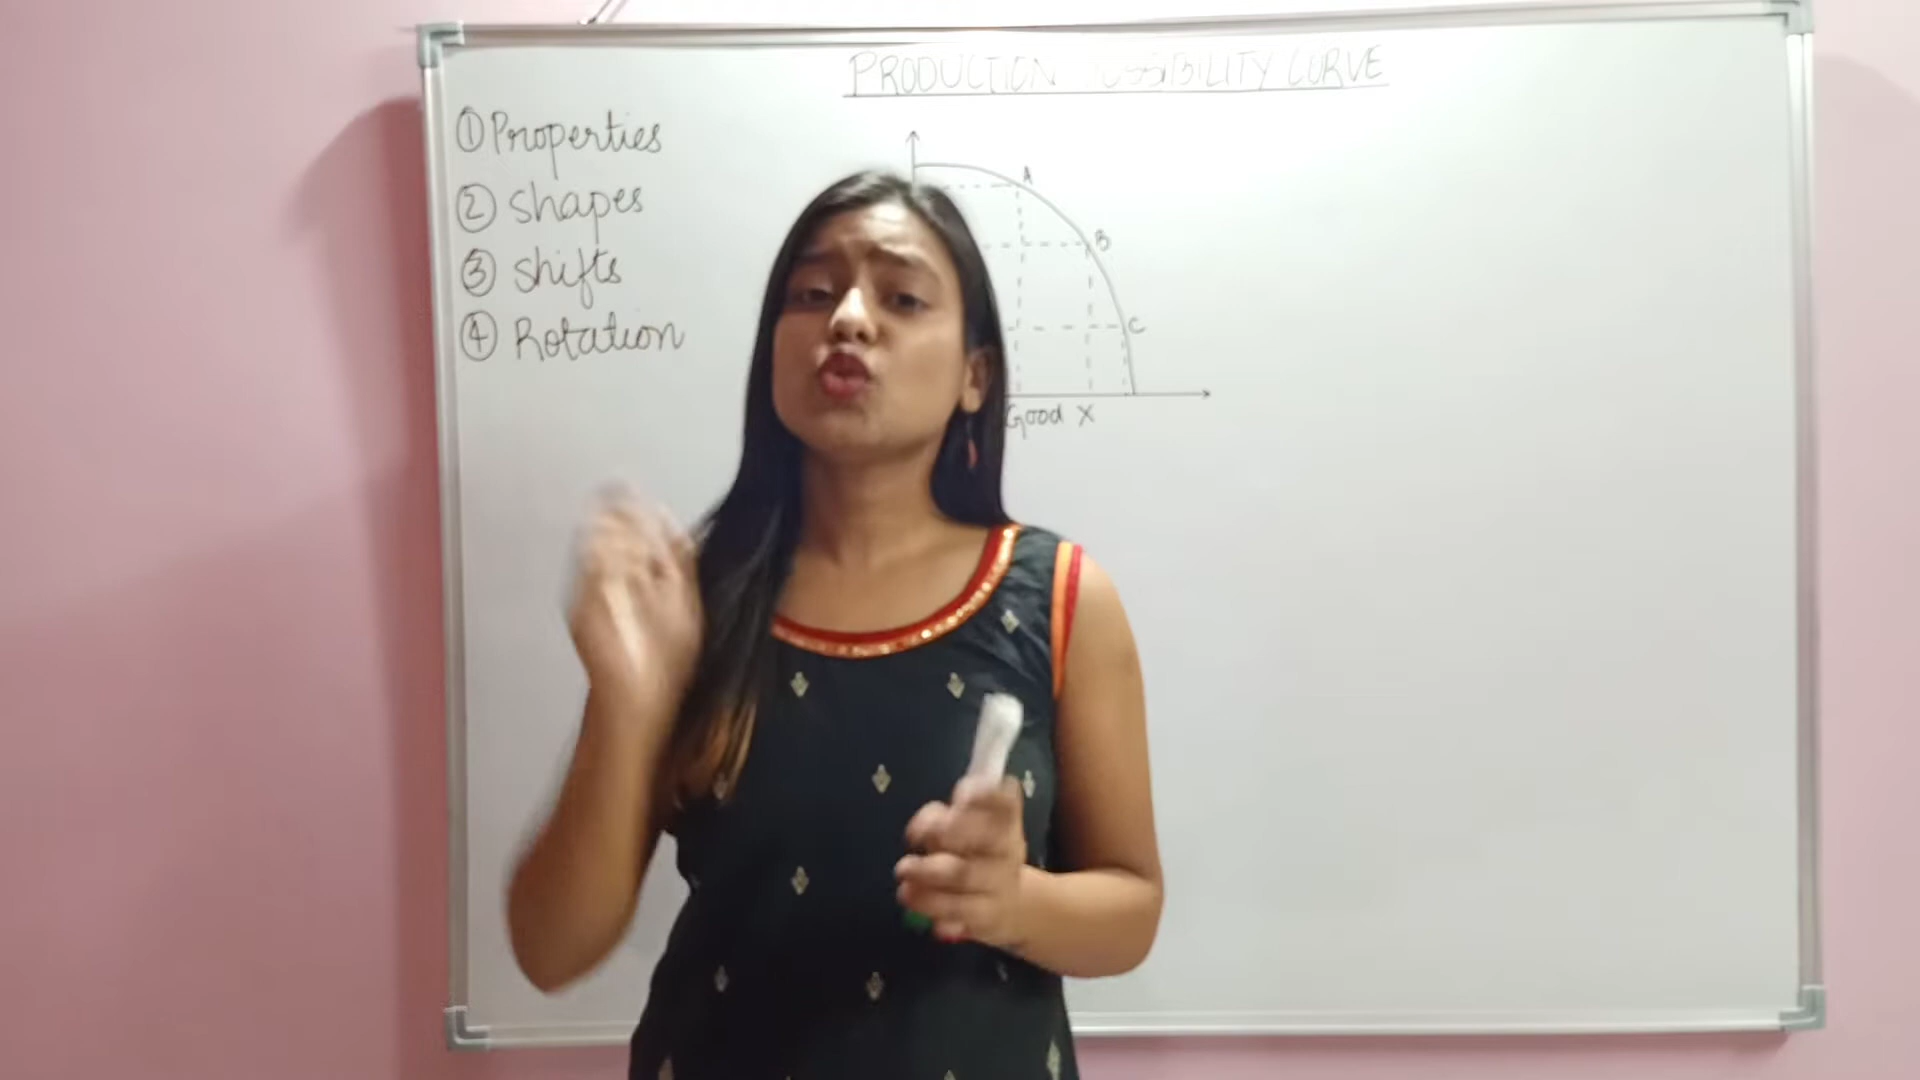 PRODUCTION POSSIBILITY CURVE
① Properties
② Shapes
③ Shifts
④ Rotation
A
B
C
Good X